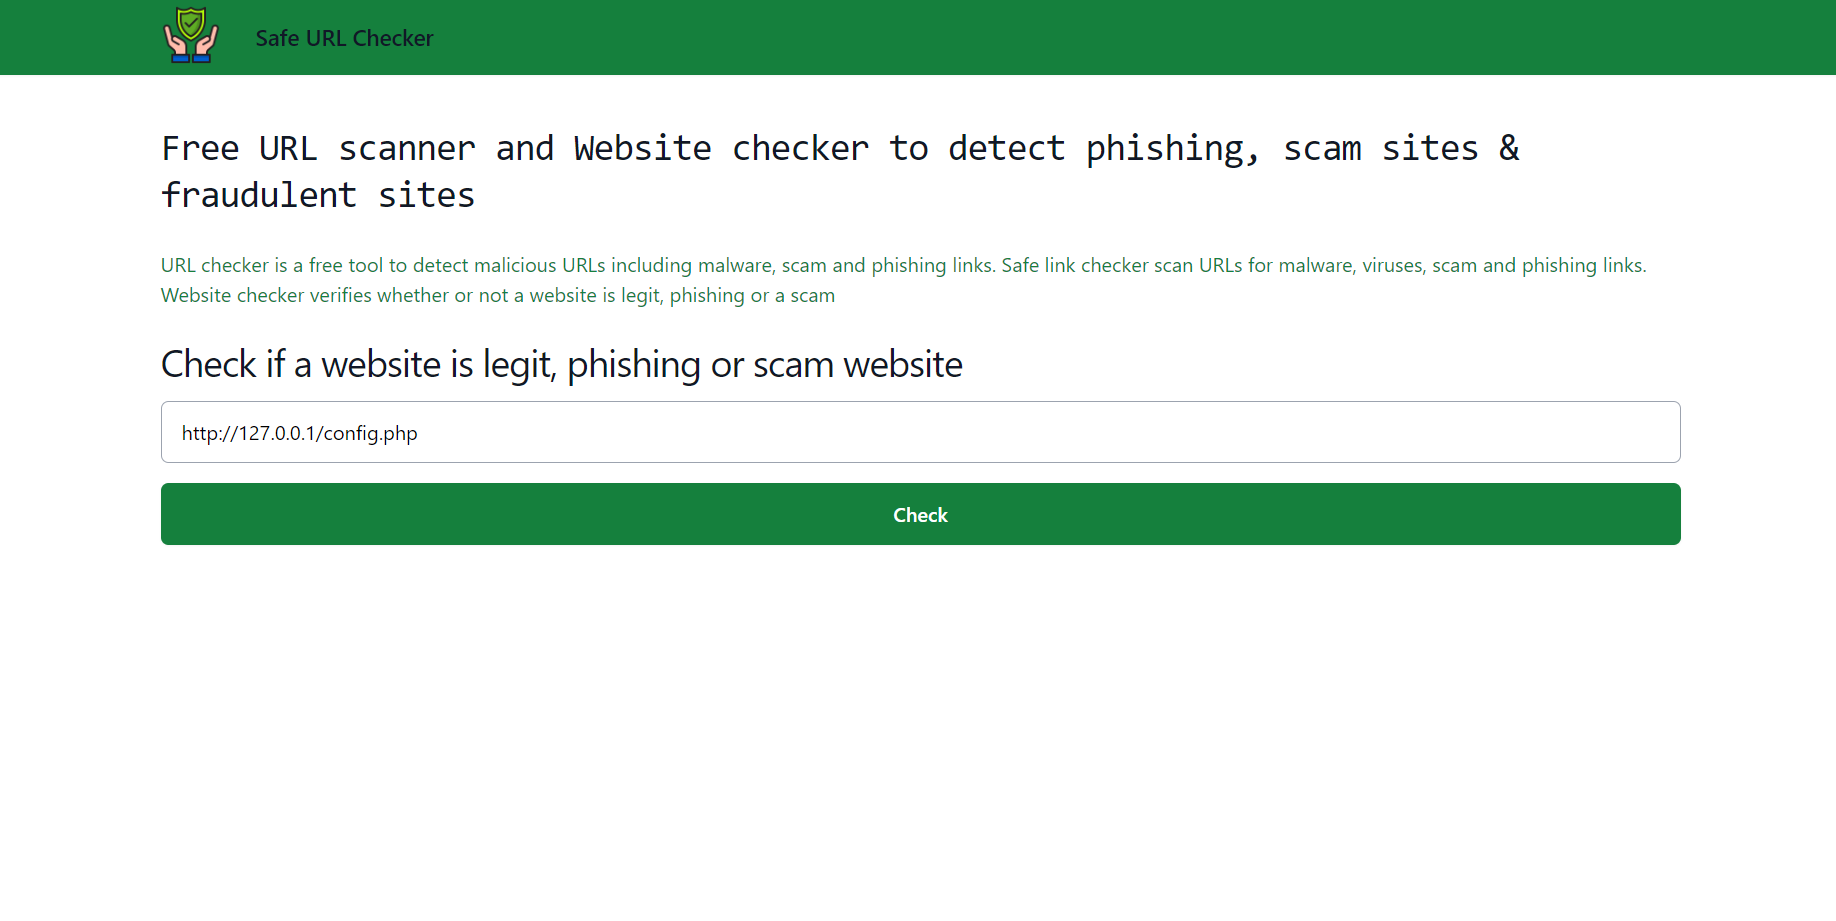 Safe URL Checker
Free URL scanner and Website checker to detect phishing, scam sites &
fraudulent sites
URL checker is a free tool to detect malicious URLs including malware, scam and phishing links. Safe link checker scan URLs for malware, viruses, scam and phishing links.
Website checker verifies whether or not a website is legit, phishing or a scam
Check if a website is legit, phishing or scam website
http://127.0.0.1/config.php
Check